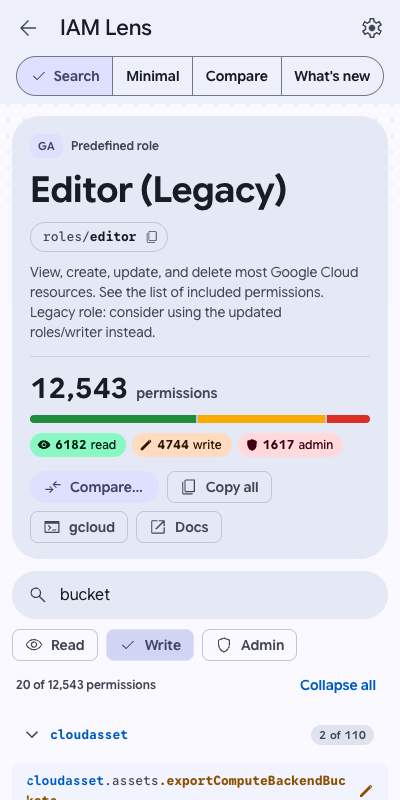 IAM Lens
Search Minimal Compare What's new
GA Predefined role
Editor (Legacy)
roles/editor
View, create, update, and delete most Google Cloud
resources. See the list of included permissions.
Legacy role: consider using the updated
roles/writer instead.
12,543 permissions
6182 read 4744 write 1617 admin
Compare... Copy all
gcloud Docs
bucket
Read Write Admin
20 of 12,543 permissions Collapse all
cloudasset 2 of 110
cloudasset.assets.exportComputeBackendBuc
kets